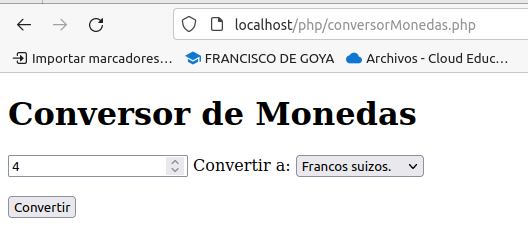 localhost/php/conversorMonedas.php
Importar marcadores… FRANCISCO DE GOYA Archivos - Cloud Educ…
Conversor de Monedas
4 Convertir a: Francos suizos.
Convertir